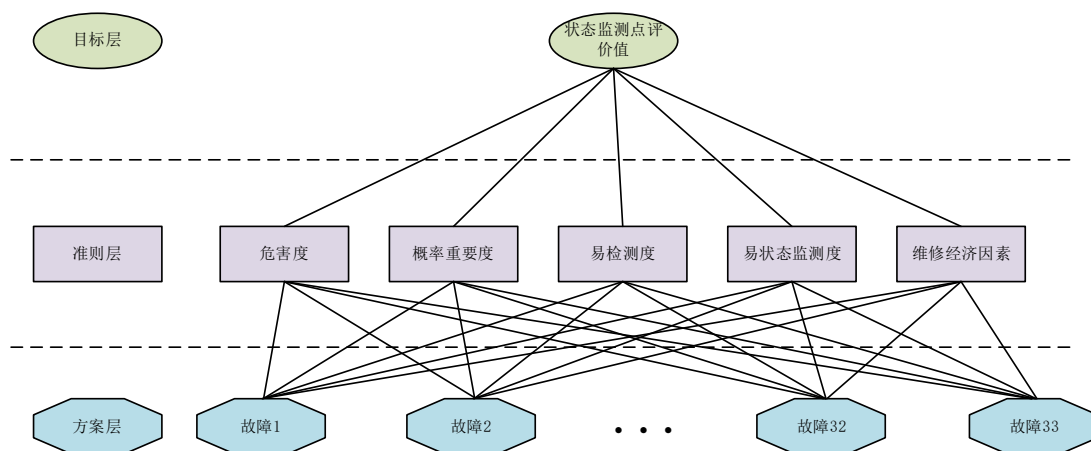 目标层
状态监测点评
价值
准则层
危害度
概率重要度
易检测度
易状态监测度
维修经济因素
方案层
故障1
故障2
• • •
故障32
故障33